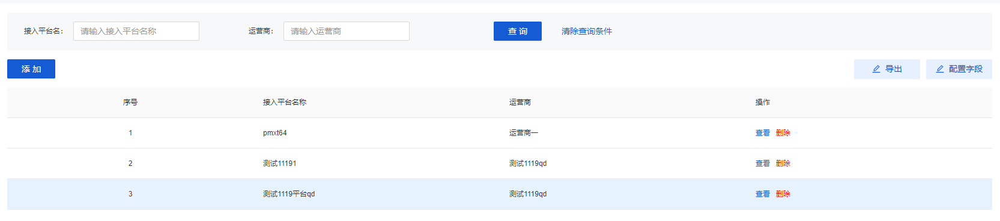 接入平台名： 请输入接入平台名称 运营商： 请输入运营商 查 询 清除查询条件
添 加 导出 配置字段
序号 接入平台名称 运营商 操作
1 pmxt64 运营商一 查看 删除
2 测试11191 测试1119qd 查看 删除
3 测试1119平台qd 测试1119qd 查看 删除